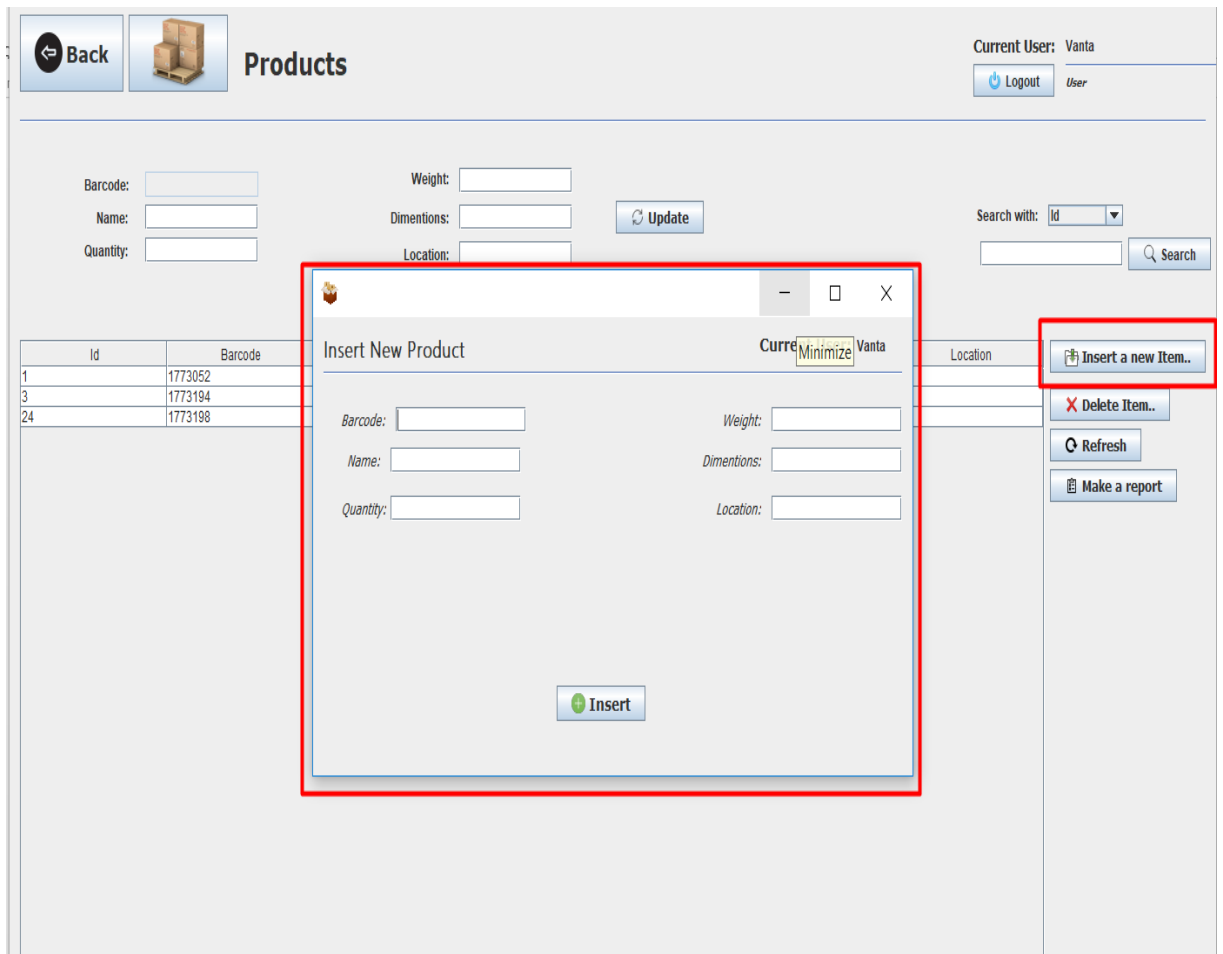 Back
Products
Current User: Vanta
Logout
User
Barcode:
Weight:
Name:
Dimentions:
Update
Search with: Id
Quantity:
Location:
Search
Insert New Product
Current User: Vanta
Minimize
Id Barcode Location
Insert a new Item..
1 1773052
3 1773194
24 1773198
Delete Item..
Refresh
Make a report
Barcode:
Weight:
Name:
Dimentions:
Quantity:
Location:
Insert